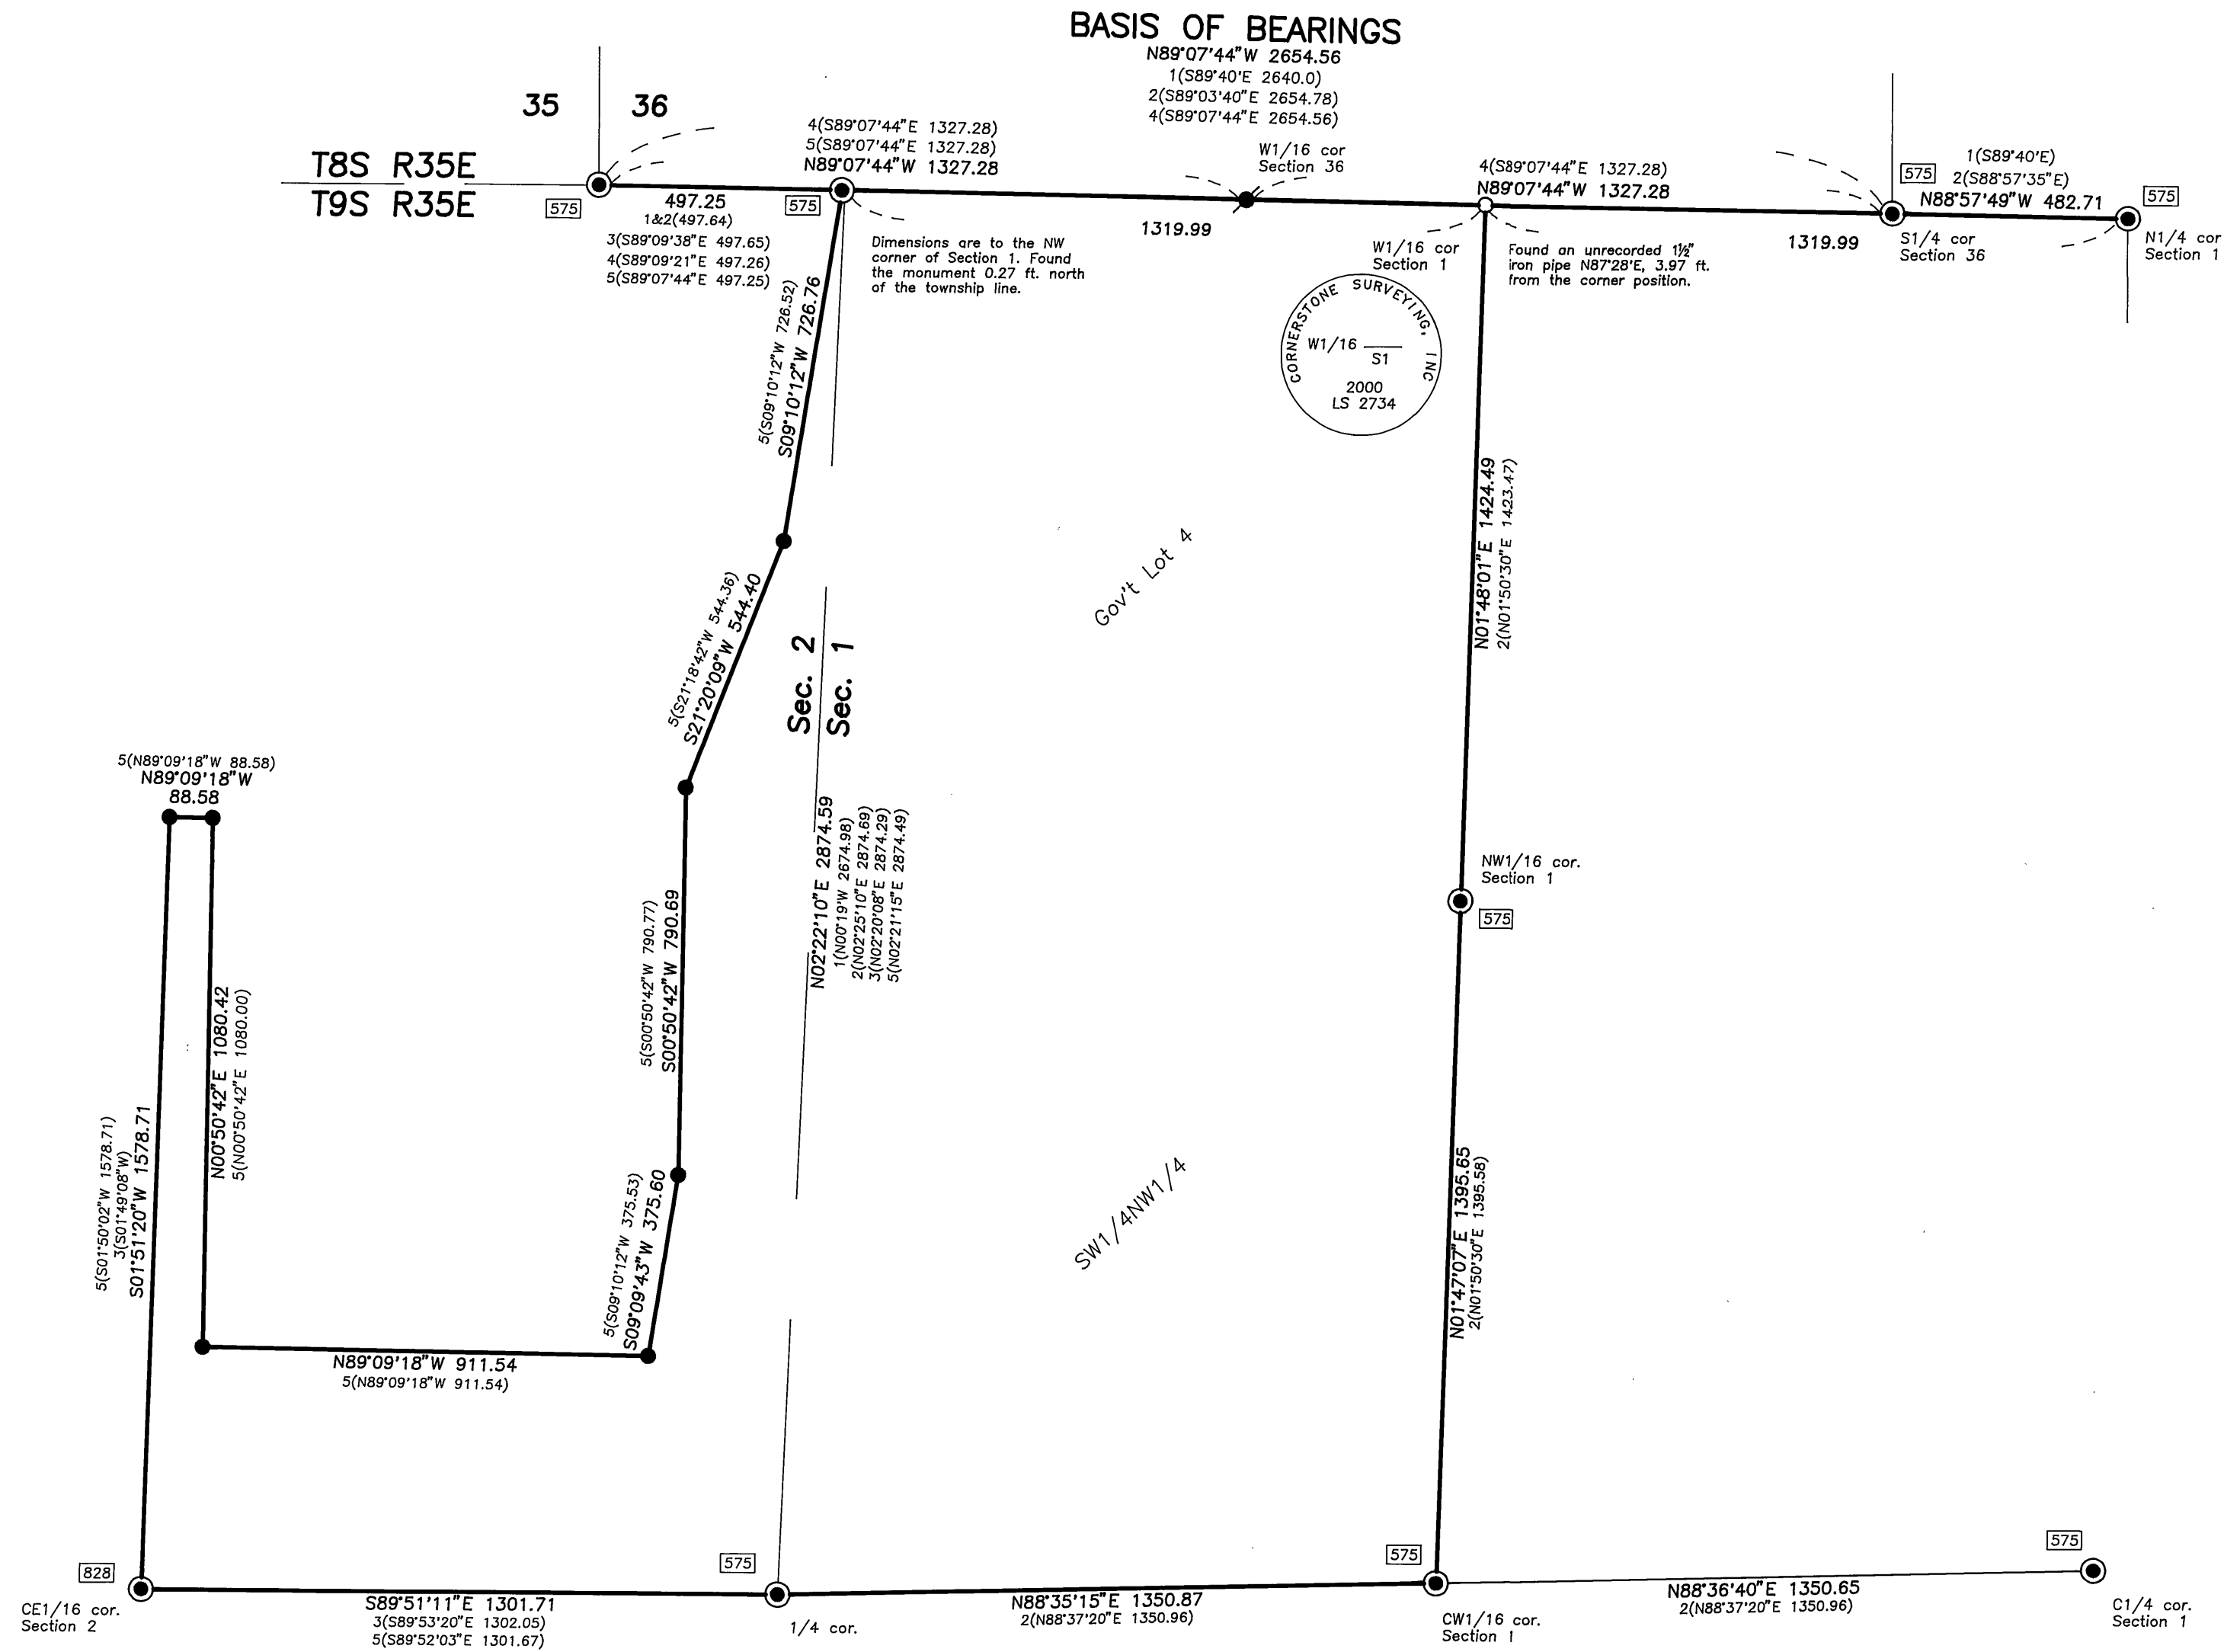 BASIS OF BEARINGS
N89°07'44"W 2654.56
1(S89°40'E 2640.0)
2(S89°03'40"E 2654.78)
4(S89°07'44"E 2654.56)
35
36
T8S R35E
T9S R35E
575
497.25
1&2(497.64)
3(S89°09'38"E 497.65)
4(S89°09'21"E 497.26)
5(S89°07'44"E 497.25)
4(S89°07'44"E 1327.28)
5(S89°07'44"E 1327.28)
N89°07'44"W 1327.28
575
Dimensions are to the NW
corner of Section 1. Found
the monument 0.27 ft. north
of the township line.
1319.99
W1/16 cor
Section 36
4(S89°07'44"E 1327.28)
N89°07'44"W 1327.28
W1/16 cor
Section 1
Found an unrecorded 1½"
iron pipe N87°28'E, 3.97 ft.
from the corner position.
1319.99
575
S1/4 cor
Section 36
1(S89°40'E)
2(S88°57'35"E)
N88°57'49"W 482.71
575
N1/4 cor
Section 1
CORNERSTONE SURVEYING, INC
W1/16
S1
2000
LS 2734
5(S09°10'12"W 726.52)
S09°10'12"W 726.76
5(S21°18'42"W 544.36)
S21°20'09"W 544.40
Sec. 2
Sec. 1
Gov't Lot 4
N01°48'01"E 1424.49
2(N01°50'30"E 1423.47)
5(N89°09'18"W 88.58)
N89°09'18"W
88.58
N02°22'10"E 2874.59
1(N00°19'W 2674.98)
2(N02°25'10"E 2874.69)
3(N02°20'08"E 2874.29)
5(N02°21'15"E 2874.49)
NW1/16 cor.
Section 1
575
5(S00°50'42"W 790.77)
S00°50'42"W 790.69
N00°50'42"E 1080.42
5(N00°50'42"E 1080.00)
5(S01°50'02"W 1578.71)
3(S01°49'08"W)
S01°51'20"W 1578.71
5(S09°10'12"W 375.53)
S09°09'43"W 375.60
SW1/4NW1/4
N01°47'07"E 1395.65
2(N01°50'30"E 1395.58)
N89°09'18"W 911.54
5(N89°09'18"W 911.54)
828
CE1/16 cor.
Section 2
S89°51'11"E 1301.71
3(S89°53'20"E 1302.05)
5(S89°52'03"E 1301.67)
575
1/4 cor.
N88°35'15"E 1350.87
2(N88°37'20"E 1350.96)
575
CW1/16 cor.
Section 1
N88°36'40"E 1350.65
2(N88°37'20"E 1350.96)
575
C1/4 cor.
Section 1